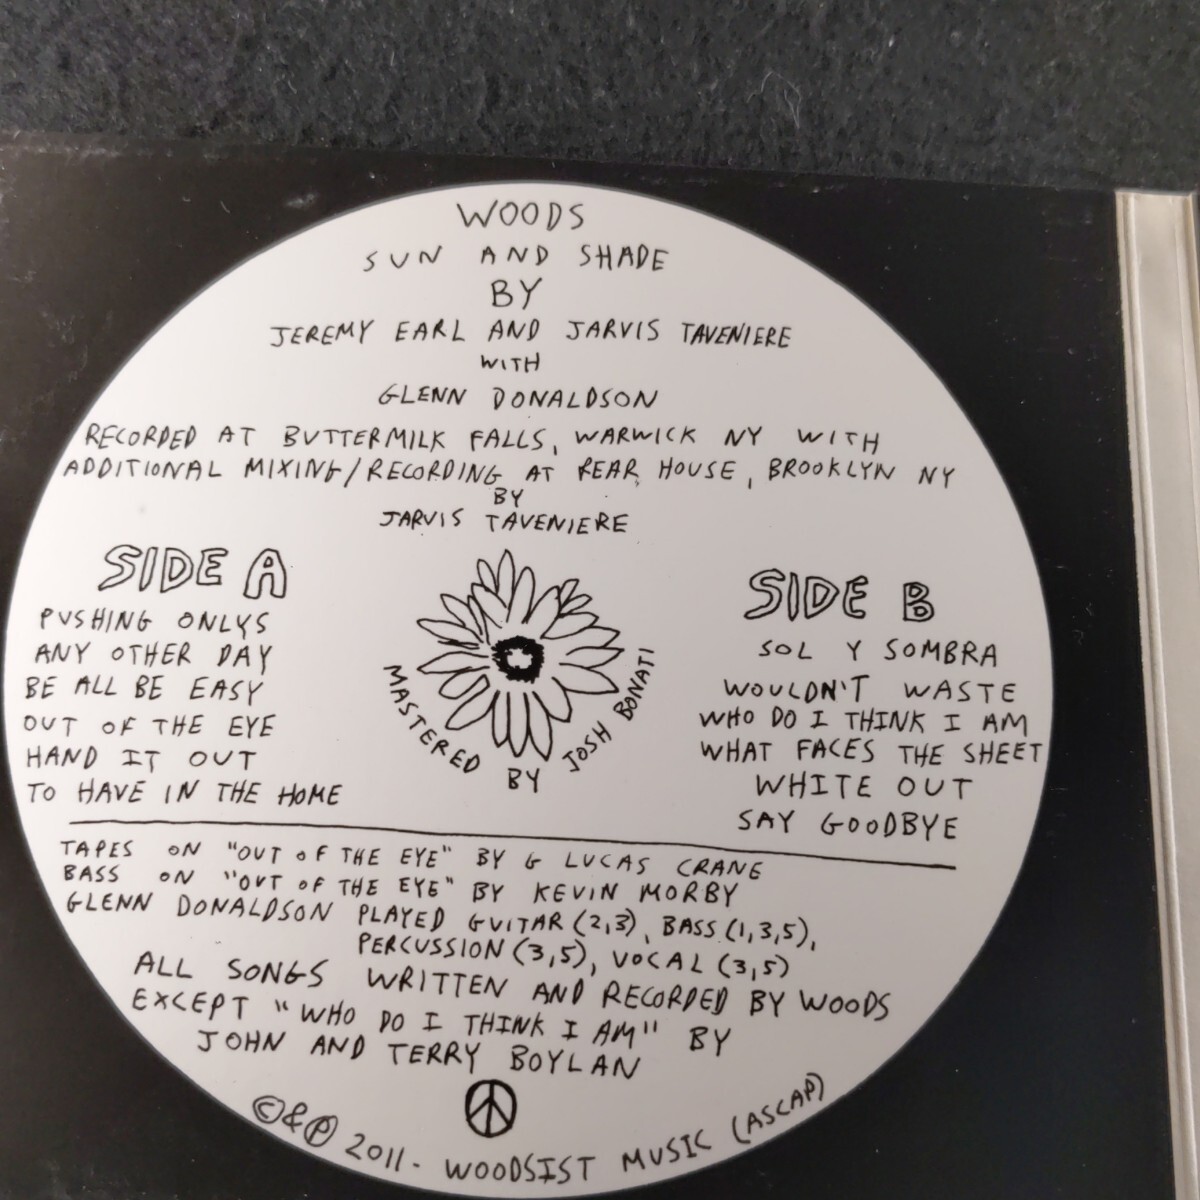 WOODS
SUN AND SHADE
BY
JEREMY EARL AND JARVIS TAVENIERE
WITH
GLENN DONALDSON
RECORDED AT BUTTERMILK FALLS, WARWICK NY WITH
ADDITIONAL MIXING/RECORDING AT REAR HOUSE, BROOKLYN NY
BY
JARVIS TAVENIERE
SIDE A
PUSHING ONLYS
ANY OTHER DAY
BE ALL BE EASY
OUT OF THE EYE
HAND IT OUT
TO HAVE IN THE HOME
MASTERED BY JOSH BONATI
SIDE B
SOL Y SOMBRA
WOULDN'T WASTE
WHO DO I THINK I AM
WHAT FACES THE SHEET
WHITE OUT
SAY GOODBYE
TAPES ON "OUT OF THE EYE" BY G LUCAS CRANE
BASS ON "OUT OF THE EYE" BY KEVIN MORBY
GLENN DONALDSON PLAYED GUITAR (2,3), BASS (1,3,5),
PERCUSSION (3,5), VOCAL (3,5)
ALL SONGS WRITTEN AND RECORDED BY WOODS
EXCEPT "WHO DO I THINK I AM" BY
JOHN AND TERRY BOYLAN
©&℗ 2011 - WOODSIST MUSIC (ASCAP)